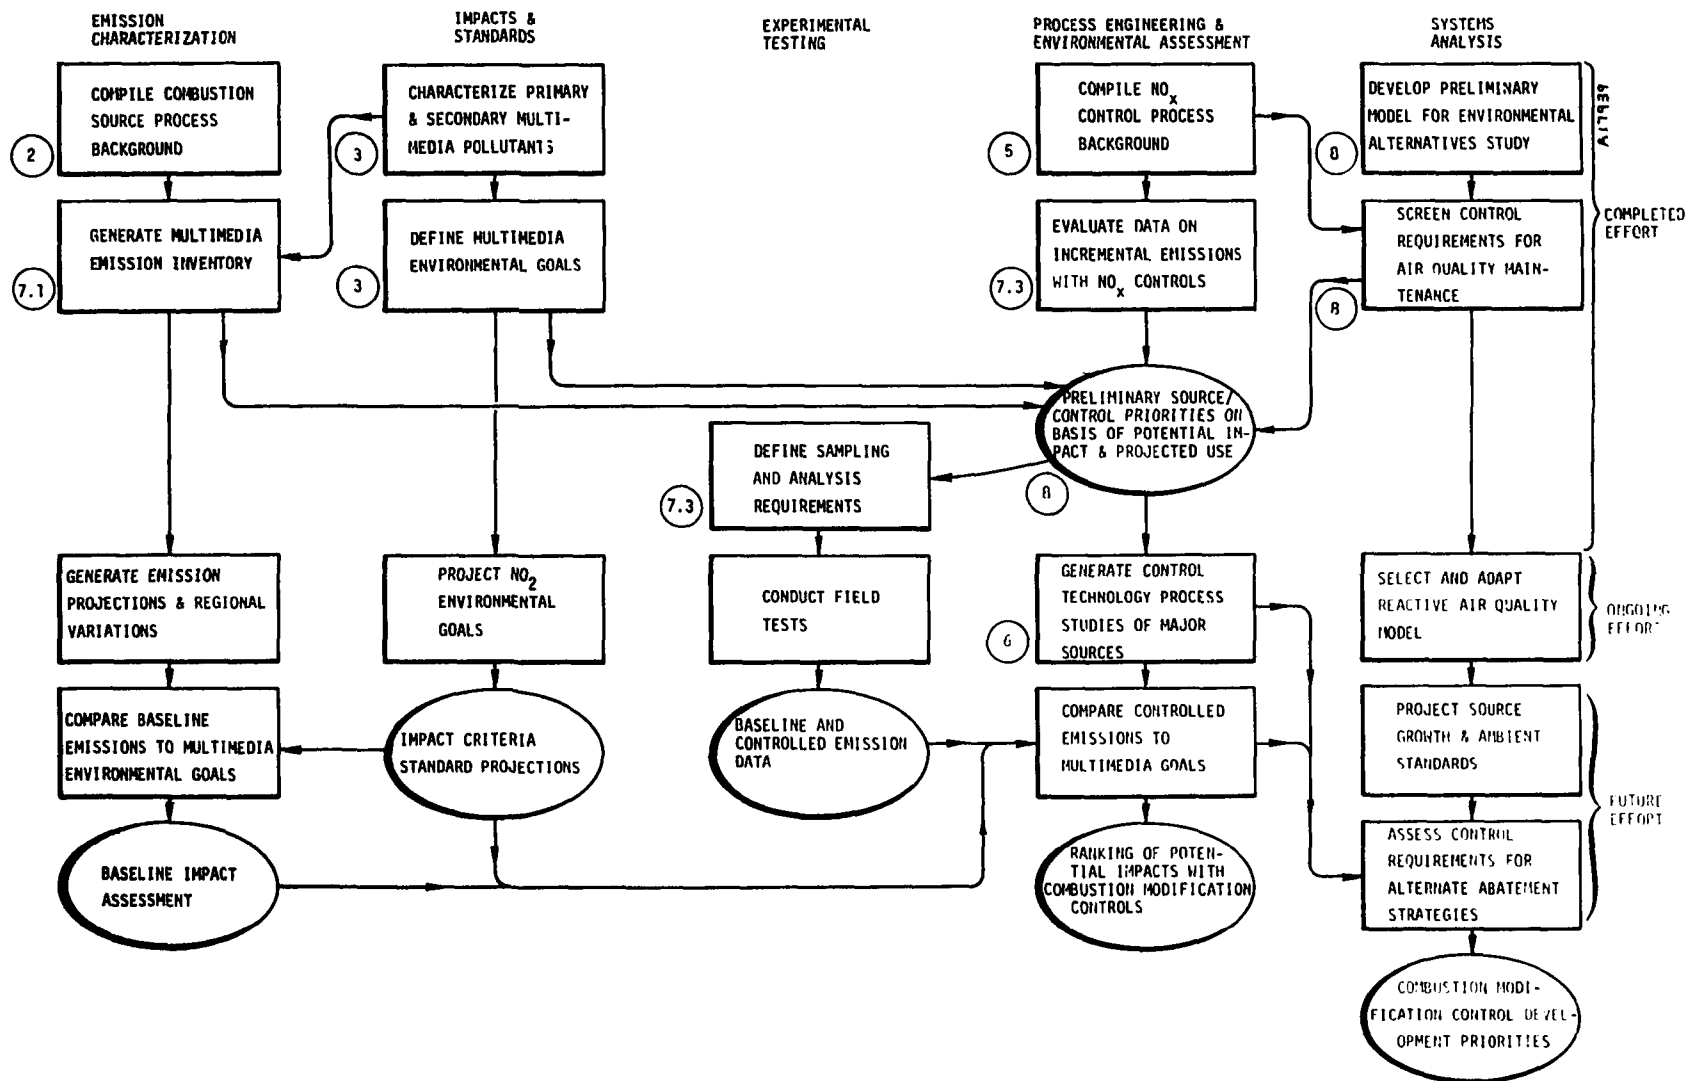 EMISSION
CHARACTERIZATION
IMPACTS &
STANDARDS
EXPERIMENTAL
TESTING
PROCESS ENGINEERING &
ENVIRONMENTAL ASSESSMENT
SYSTEMS
ANALYSIS
COMPILE COMBUSTION
SOURCE PROCESS
BACKGROUND
2
CHARACTERIZE PRIMARY
& SECONDARY MULTI-
MEDIA POLLUTANTS
3
COMPILE NOx
CONTROL PROCESS
BACKGROUND
5
DEVELOP PRELIMINARY
MODEL FOR ENVIRONMENTAL
ALTERNATIVES STUDY
8
A17939
GENERATE MULTIMEDIA
EMISSION INVENTORY
7.1
DEFINE MULTIMEDIA
ENVIRONMENTAL GOALS
3
EVALUATE DATA ON
INCREMENTAL EMISSIONS
WITH NOx CONTROLS
7.3
SCREEN CONTROL
REQUIREMENTS FOR
AIR QUALITY MAIN-
TENANCE
8
COMPLETED
EFFORT
PRELIMINARY SOURCE/
CONTROL PRIORITIES ON
BASIS OF POTENTIAL IM-
PACT & PROJECTED USE
8
DEFINE SAMPLING
AND ANALYSIS
REQUIREMENTS
7.3
GENERATE EMISSION
PROJECTIONS & REGIONAL
VARIATIONS
PROJECT NO2
ENVIRONMENTAL
GOALS
CONDUCT FIELD
TESTS
GENERATE CONTROL
TECHNOLOGY PROCESS
STUDIES OF MAJOR
SOURCES
6
SELECT AND ADAPT
REACTIVE AIR QUALITY
MODEL
ONGOING
EFFORT
COMPARE BASELINE
EMISSIONS TO MULTIMEDIA
ENVIRONMENTAL GOALS
IMPACT CRITERIA
STANDARD PROJECTIONS
BASELINE AND
CONTROLLED EMISSION
DATA
COMPARE CONTROLLED
EMISSIONS TO
MULTIMEDIA GOALS
PROJECT SOURCE
GROWTH & AMBIENT
STANDARDS
FUTURE
EFFORT
BASELINE IMPACT
ASSESSMENT
RANKING OF POTEN-
TIAL IMPACTS WITH
COMBUSTION MODIFICATION
CONTROLS
ASSESS CONTROL
REQUIREMENTS FOR
ALTERNATE ABATEMENT
STRATEGIES
COMBUSTION MODI-
FICATION CONTROL DEVEL-
OPMENT PRIORITIES